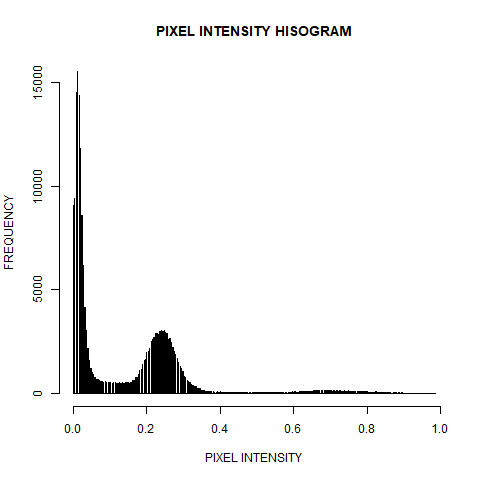 PIXEL INTENSITY HISOGRAM
FREQUENCY
15000
10000
5000
0
0.0 0.2 0.4 0.6 0.8 1.0
PIXEL INTENSITY